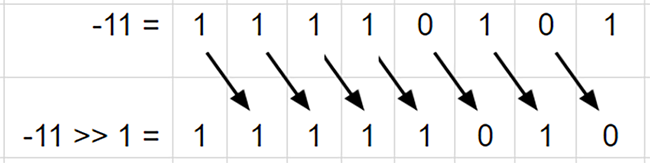 -11 = 1 1 1 1 0 1 0 1
-11 >> 1 = 1 1 1 1 1 0 1 0